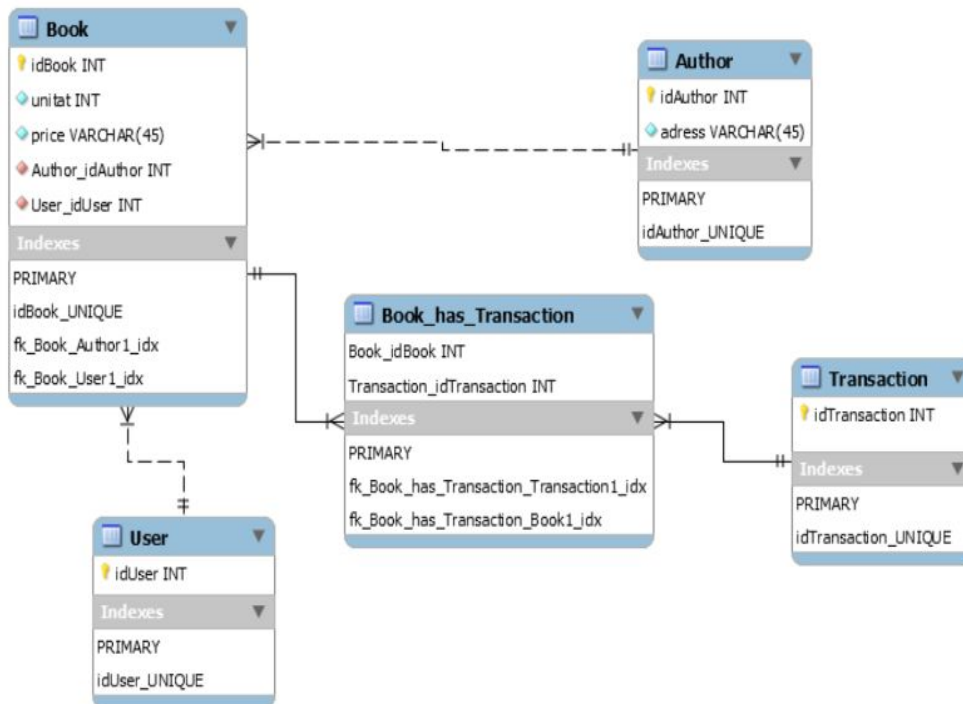 Book
idBook INT
unitat INT
price VARCHAR(45)
Author_idAuthor INT
User_idUser INT
Indexes
PRIMARY
idBook_UNIQUE
fk_Book_Author1_idx
fk_Book_User1_idx
Author
idAuthor INT
adress VARCHAR(45)
Indexes
PRIMARY
idAuthor_UNIQUE
Book_has_Transaction
Book_idBook INT
Transaction_idTransaction INT
Indexes
PRIMARY
fk_Book_has_Transaction_Transaction1_idx
fk_Book_has_Transaction_Book1_idx
Transaction
idTransaction INT
Indexes
PRIMARY
idTransaction_UNIQUE
User
idUser INT
Indexes
PRIMARY
idUser_UNIQUE